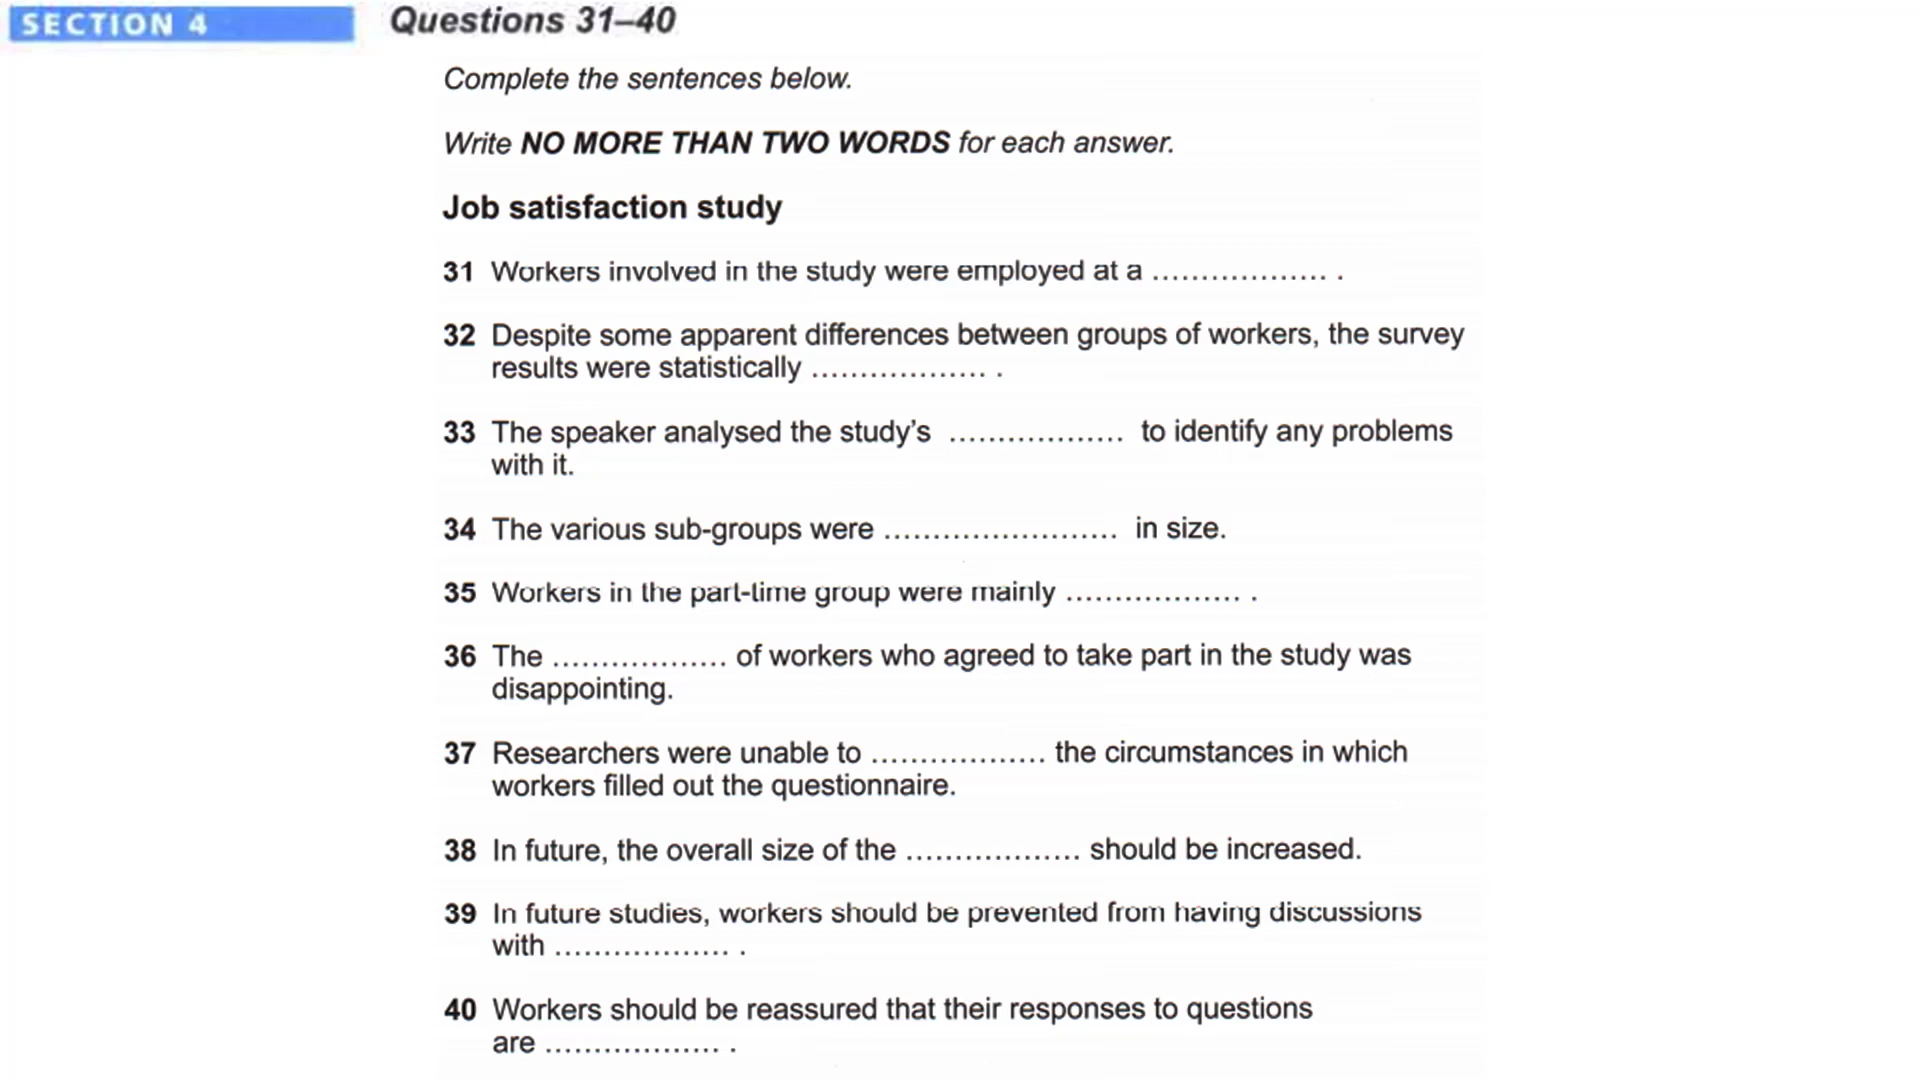 SECTION 4
Questions 31–40
Complete the sentences below.
Write NO MORE THAN TWO WORDS for each answer.
Job satisfaction study
31 Workers involved in the study were employed at a .................. .
32 Despite some apparent differences between groups of workers, the survey
results were statistically .................. .
33 The speaker analysed the study's .................. to identify any problems
with it.
34 The various sub-groups were ........................ in size.
35 Workers in the part-time group were mainly .................. .
36 The .................. of workers who agreed to take part in the study was
disappointing.
37 Researchers were unable to .................. the circumstances in which
workers filled out the questionnaire.
38 In future, the overall size of the .................. should be increased.
39 In future studies, workers should be prevented from having discussions
with .................. .
40 Workers should be reassured that their responses to questions
are .................. .